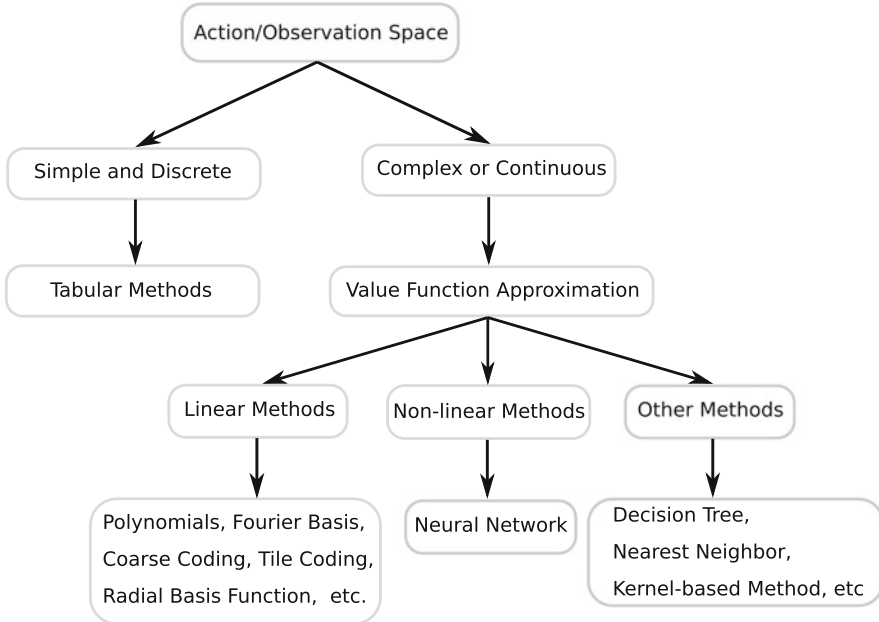 Action/Observation Space
Simple and Discrete
Complex or Continuous
Tabular Methods
Value Function Approximation
Linear Methods
Non-linear Methods
Other Methods
Polynomials, Fourier Basis,
Coarse Coding, Tile Coding,
Radial Basis Function, etc.
Neural Network
Decision Tree,
Nearest Neighbor,
Kernel-based Method, etc